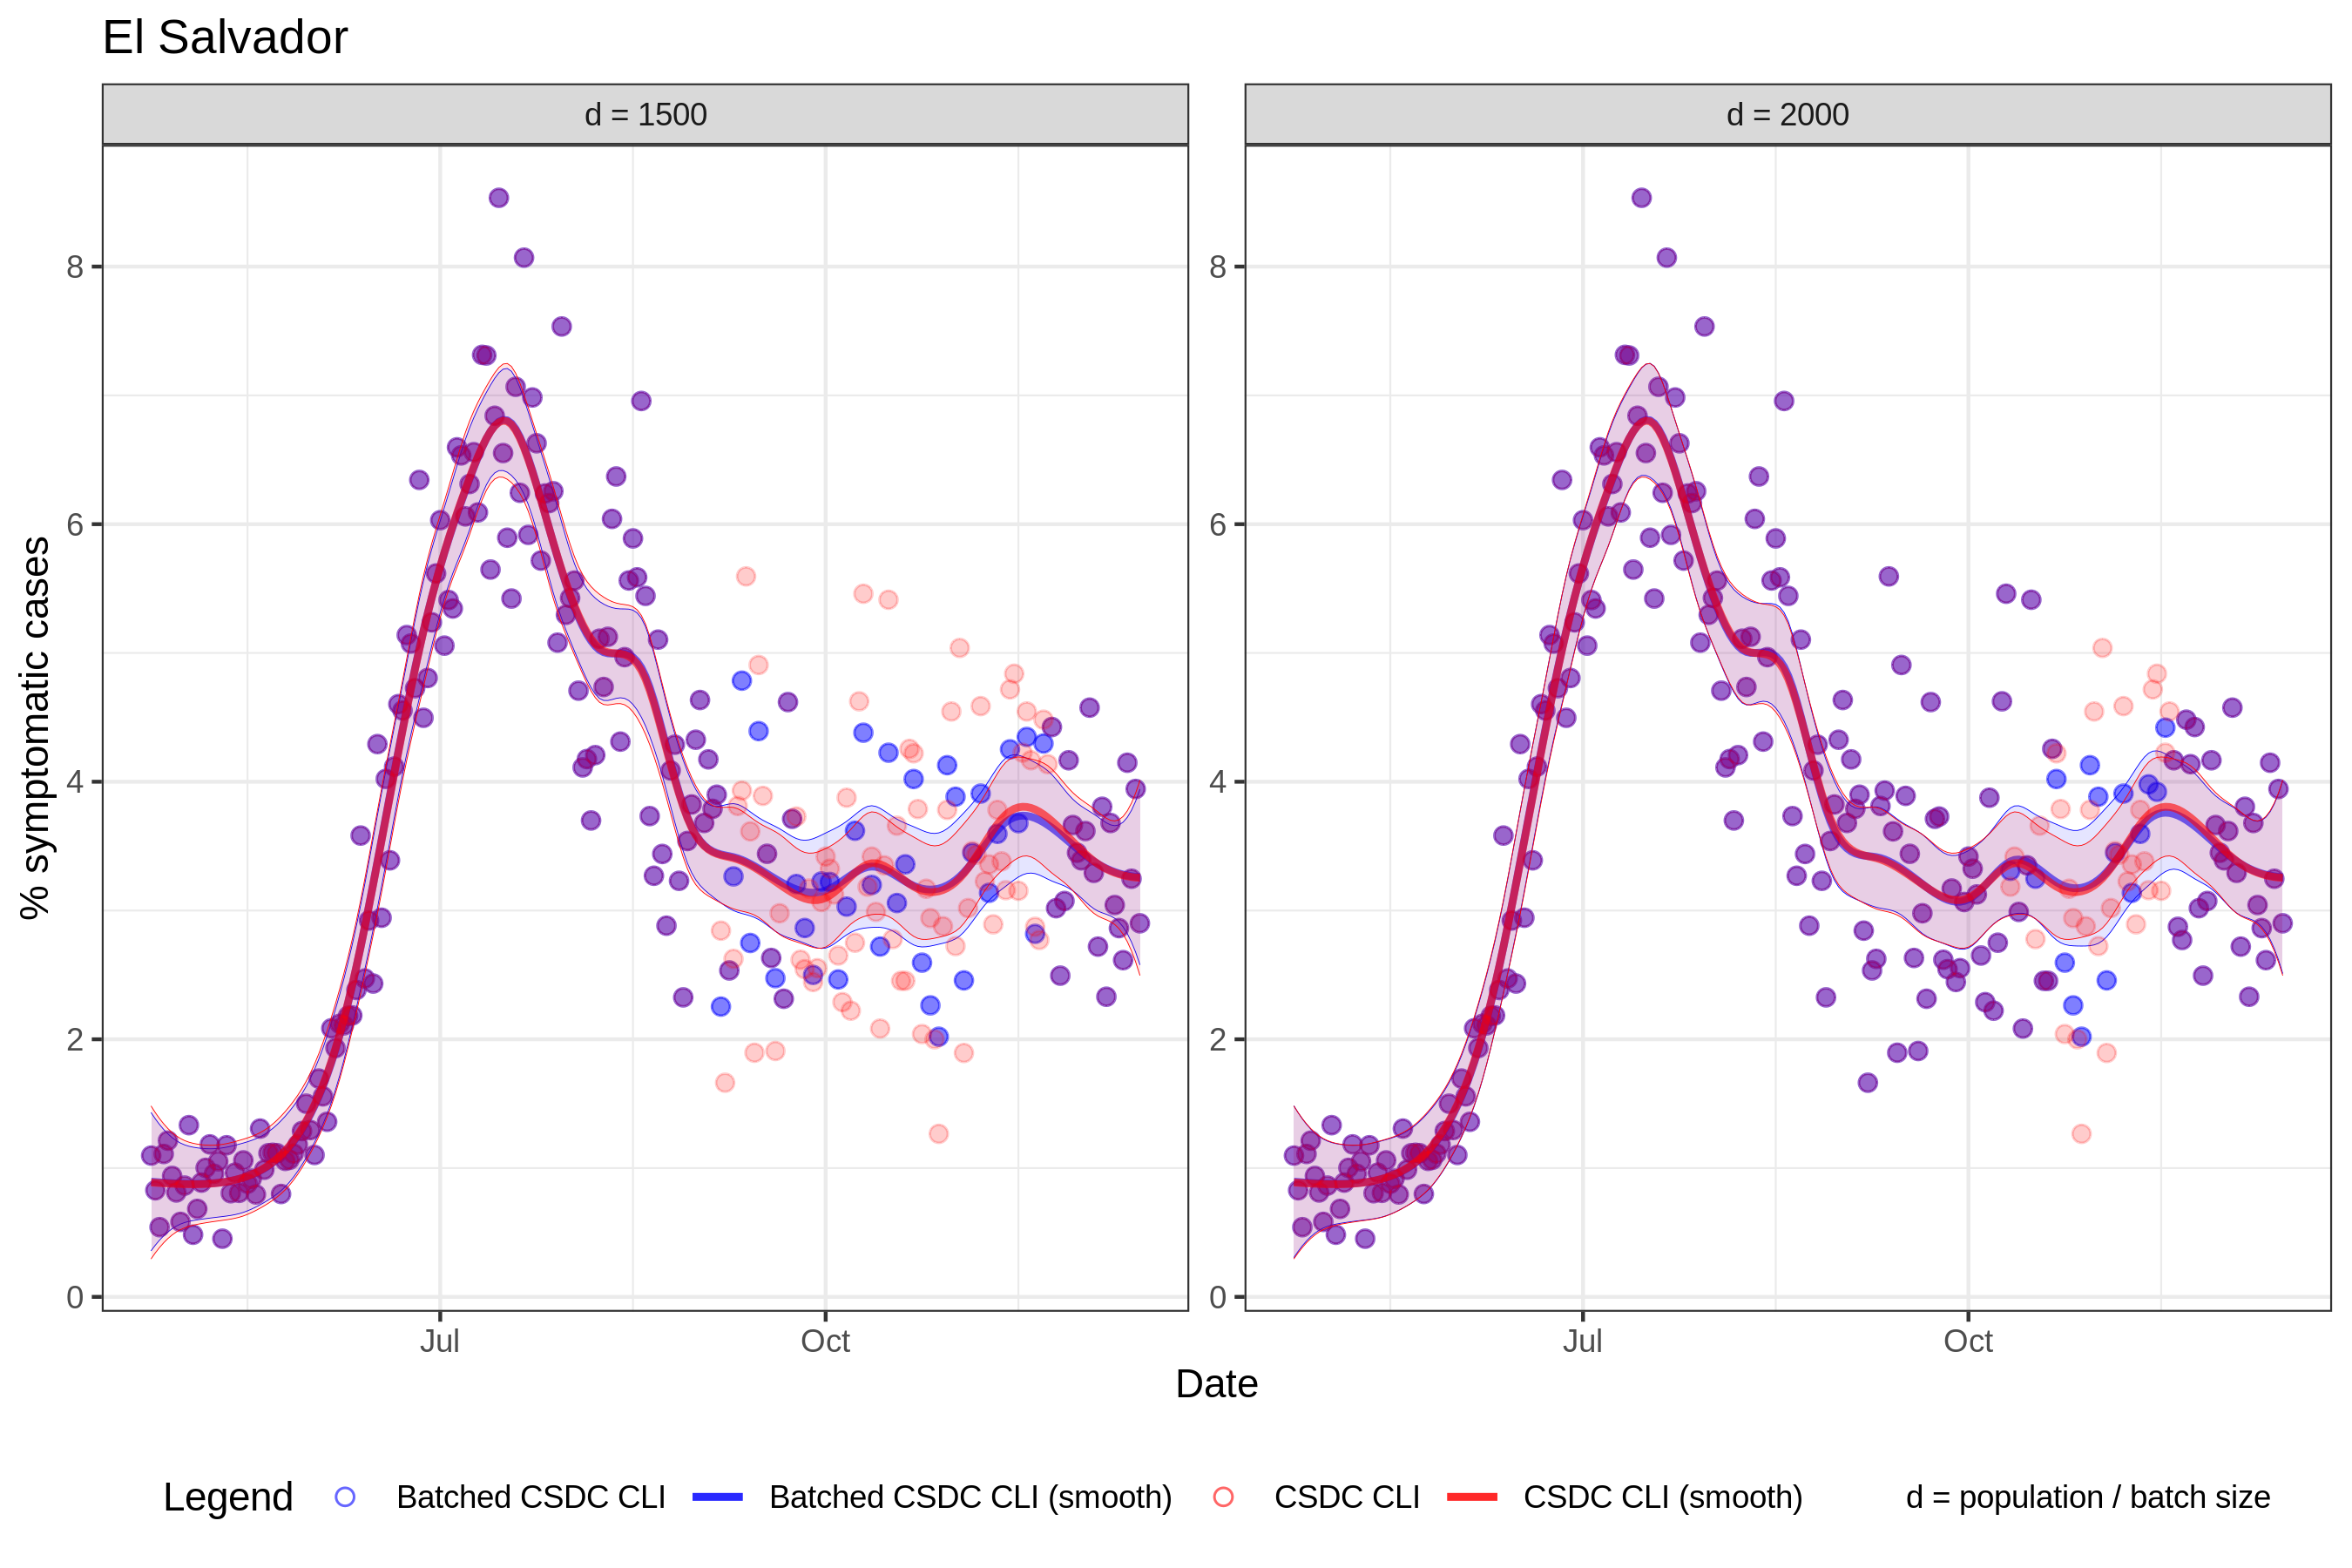 El Salvador
d = 1500
d = 2000
% symptomatic cases
8
6
4
2
0
8
6
4
2
0
Jul
Oct
Jul
Oct
Date
Legend
Batched CSDC CLI
Batched CSDC CLI (smooth)
CSDC CLI
CSDC CLI (smooth)
d = population / batch size